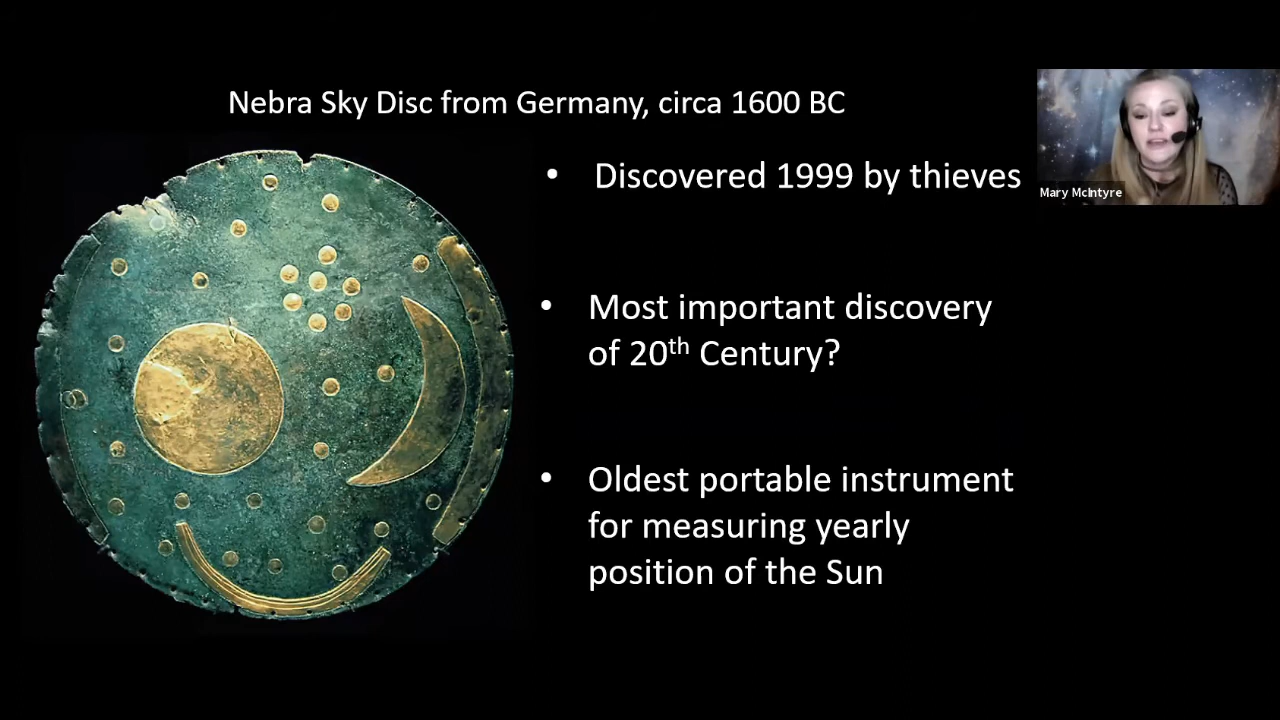 Nebra Sky Disc from Germany, circa 1600 BC
• Discovered 1999 by thieves
Mary McIntyre
• Most important discovery
of 20th Century?
• Oldest portable instrument
for measuring yearly
position of the Sun